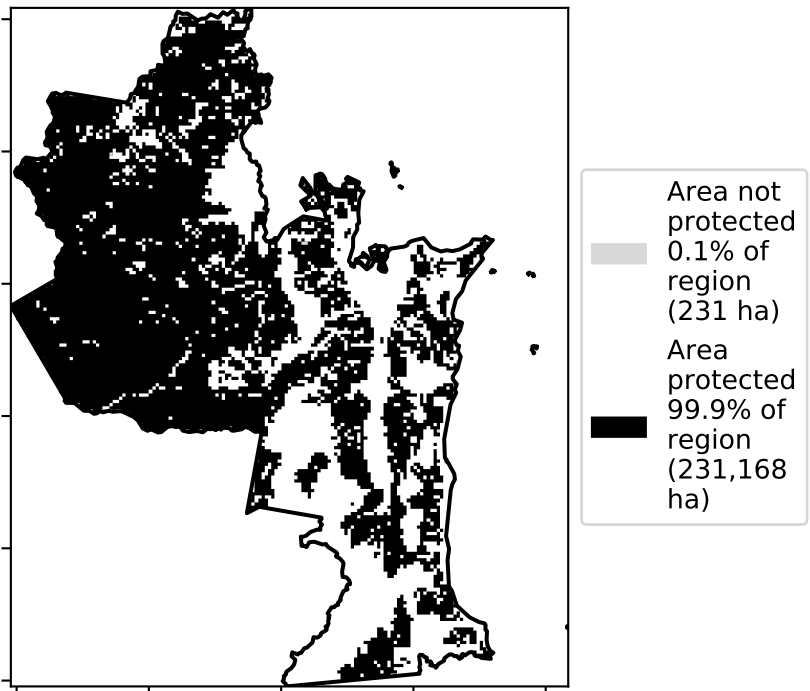 Area not
protected
0.1% of
region
(231 ha)
Area
protected
99.9% of
region
(231,168
ha)